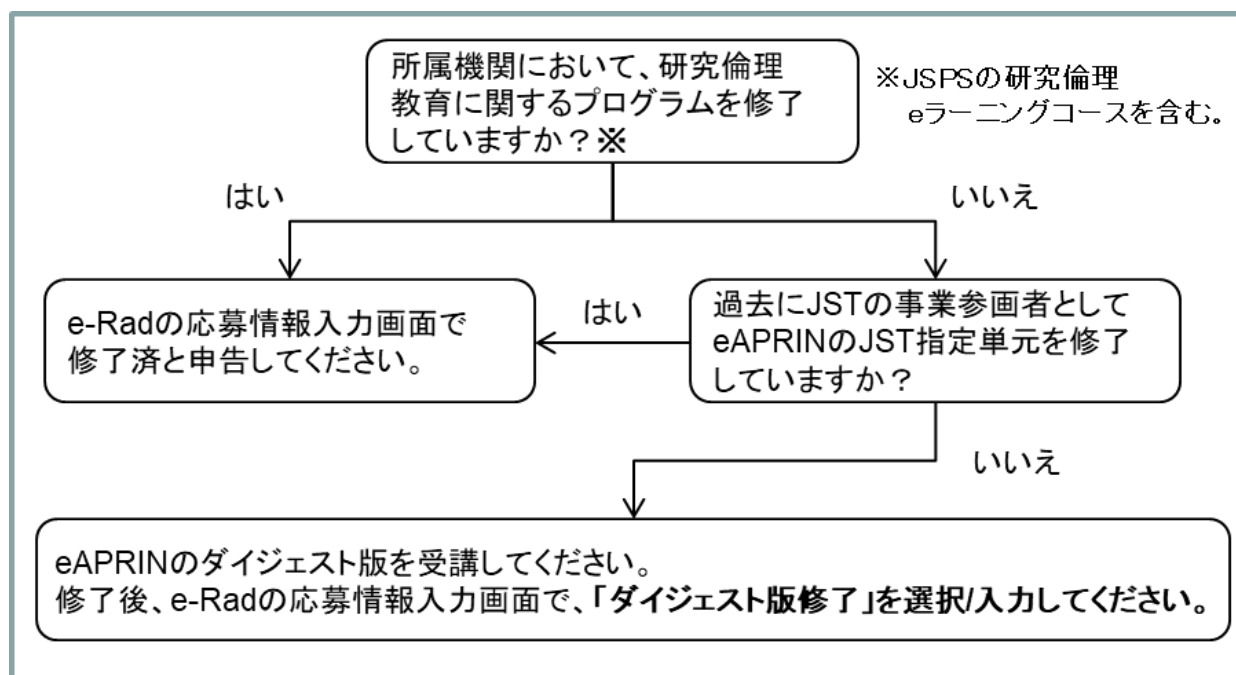 所属機関において、研究倫理
教育に関するプログラムを修了
していますか？※
※JSPSの研究倫理
eラーニングコースを含む。
はい
いいえ
e-Radの応募情報入力画面で
修了済と申告してください。
はい
過去にJSTの事業参画者として
eAPRINのJST指定単元を修了
していますか？
いいえ
eAPRINのダイジェスト版を受講してください。
修了後、e-Radの応募情報入力画面で、「ダイジェスト版修了」を選択/入力してください。